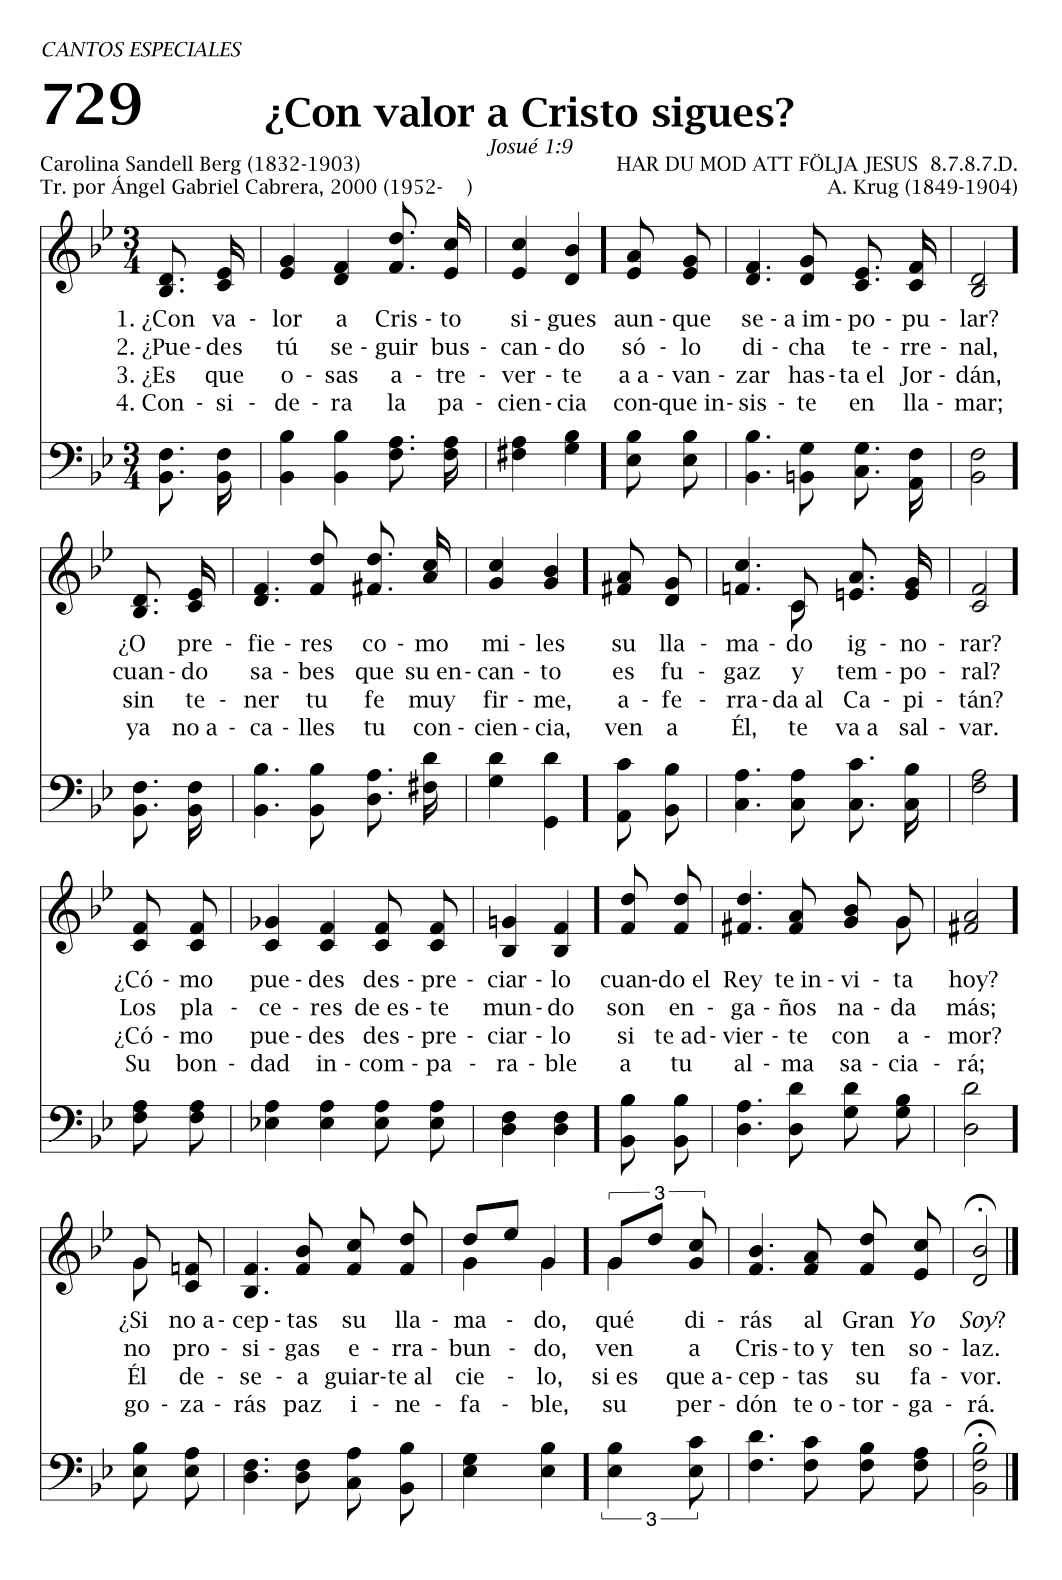 CANTOS ESPECIALES
729
¿Con valor a Cristo sigues?
Josué 1:9
Carolina Sandell Berg (1832-1903)
HAR DU MOD ATT FÖLJA JESUS 8.7.8.7.D.
Tr. por Ángel Gabriel Cabrera, 2000 (1952- )
A. Krug (1849-1904)
3 4
1. ¿Con va - lor a Cris - to si - gues aun - que se - a im - po - pu - lar?
2. ¿Pue - des tú se - guir bus - can - do só - lo di - cha te - rre - nal,
3. ¿Es que o - sas a - tre - ver - te a a - van - zar has - ta el Jor - dán,
4. Con - si - de - ra la pa - cien - cia con - que in - sis - te en lla - mar;
3 4
¿O pre - fie - res co - mo mi - les su lla - ma - do ig - no - rar?
cuan - do sa - bes que su en - can - to es fu - gaz y tem - po - ral?
sin te - ner tu fe muy fir - me, a - fe - rra - da al Ca - pi - tán?
ya no a - ca - lles tu con - cien - cia, ven a Él, te va a sal - var.
¿Có - mo pue - des des - pre - ciar - lo cuan - do el Rey te in - vi - ta hoy?
Los pla - ce - res de es - te mun - do son en - ga - ños na - da más;
¿Có - mo pue - des des - pre - ciar - lo si te ad - vier - te con a - mor?
Su bon - dad in - com - pa - ra - ble a tu al - ma sa - cia - rá;
3
¿Si no a - cep - tas su lla - ma - do, qué di - rás al Gran Yo Soy?
no pro - si - gas e - rra - bun - do, ven a Cris - to y ten so - laz.
Él de - se - a guiar - te al cie - lo, si es que a - cep - tas su fa - vor.
go - za - rás paz i - ne - fa - ble, su per - dón te o - tor - ga - rá.
3